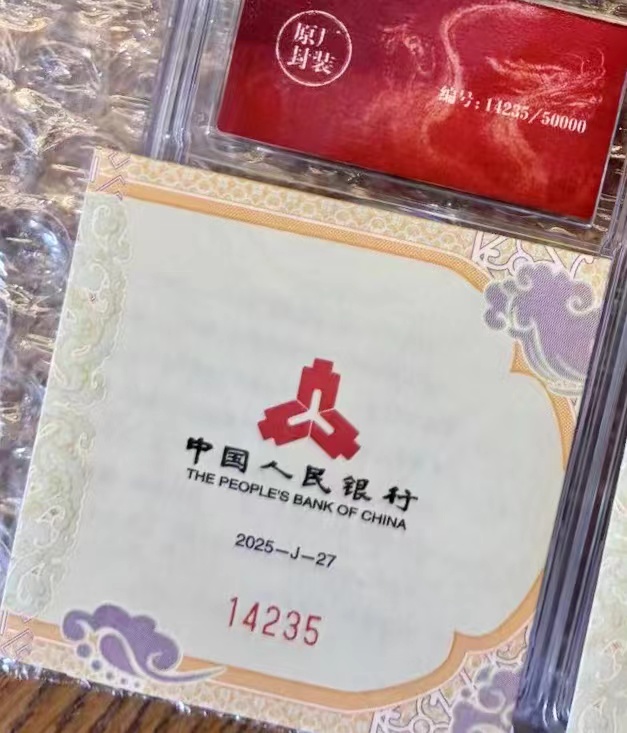 原厂
封装
编号:14235/50000
中国人民银行
THE PEOPLE'S BANK OF CHINA
2025-J-27
14235